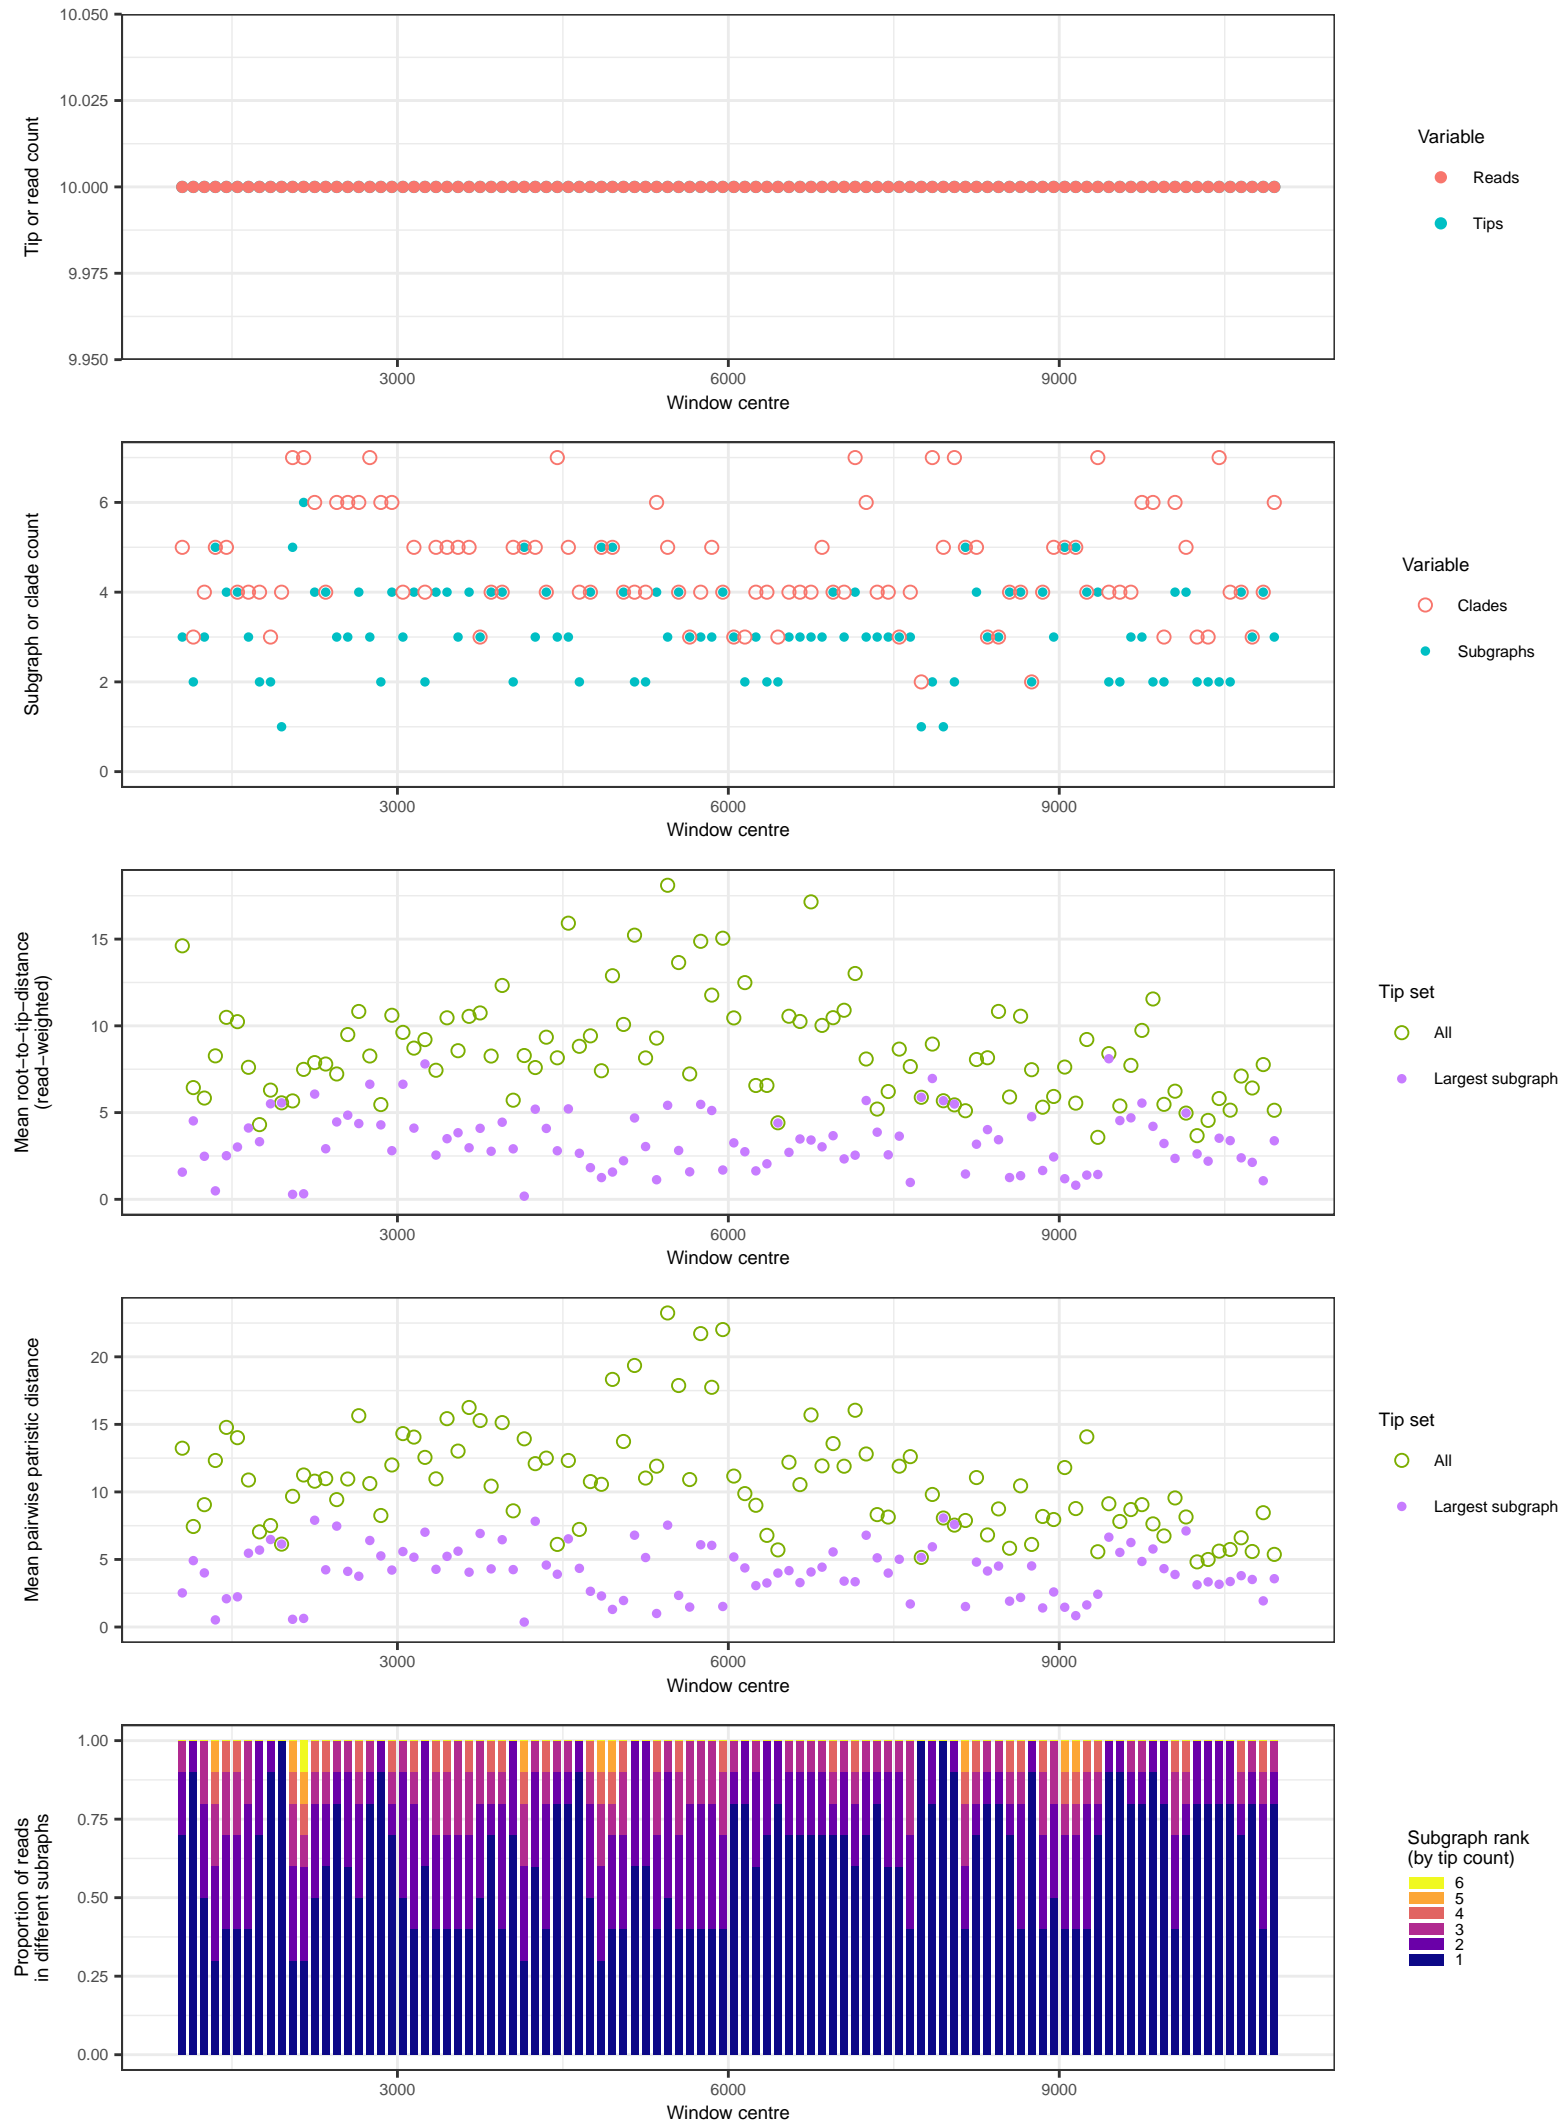 10.050
10.025
10.000
9.975
9.950
Tip or read count
3000 6000 9000
Window centre
Variable
Reads
Tips
6
4
2
0
Subgraph or clade count
3000 6000 9000
Window centre
Variable
Clades
Subgraphs
15
10
5
0
Mean root−to−tip−distance
(read−weighted)
3000 6000 9000
Window centre
Tip set
All
Largest subgraph
20
15
10
5
0
Mean pairwise patristic distance
3000 6000 9000
Window centre
Tip set
All
Largest subgraph
1.00
0.75
0.50
0.25
0.00
Proportion of reads
in different subraphs
3000 6000 9000
Window centre
Subgraph rank
(by tip count)
6
5
4
3
2
1